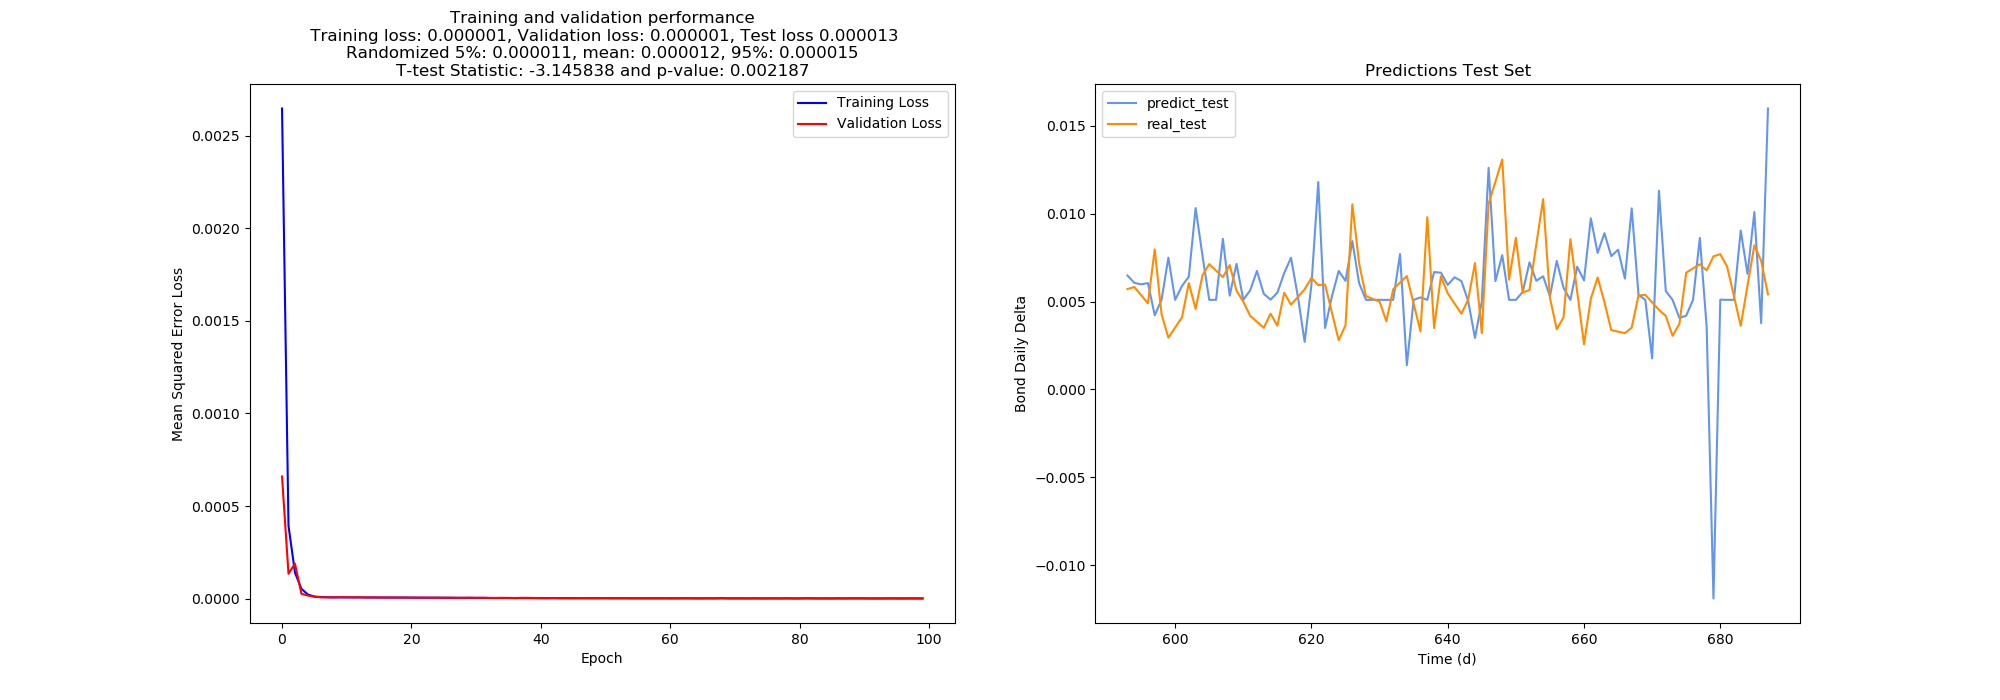 Training and validation performance
Training loss: 0.000001, Validation loss: 0.000001, Test loss 0.000013
Randomized 5%: 0.000011, mean: 0.000012, 95%: 0.000015
T-test Statistic: -3.145838 and p-value: 0.002187
Training Loss
Validation Loss
Mean Squared Error Loss
0.0025
0.0020
0.0015
0.0010
0.0005
0.0000
0
20
40
60
80
100
Epoch
Predictions Test Set
predict_test
real_test
Bond Daily Delta
0.015
0.010
0.005
0.000
−0.005
−0.010
600
620
640
660
680
Time (d)